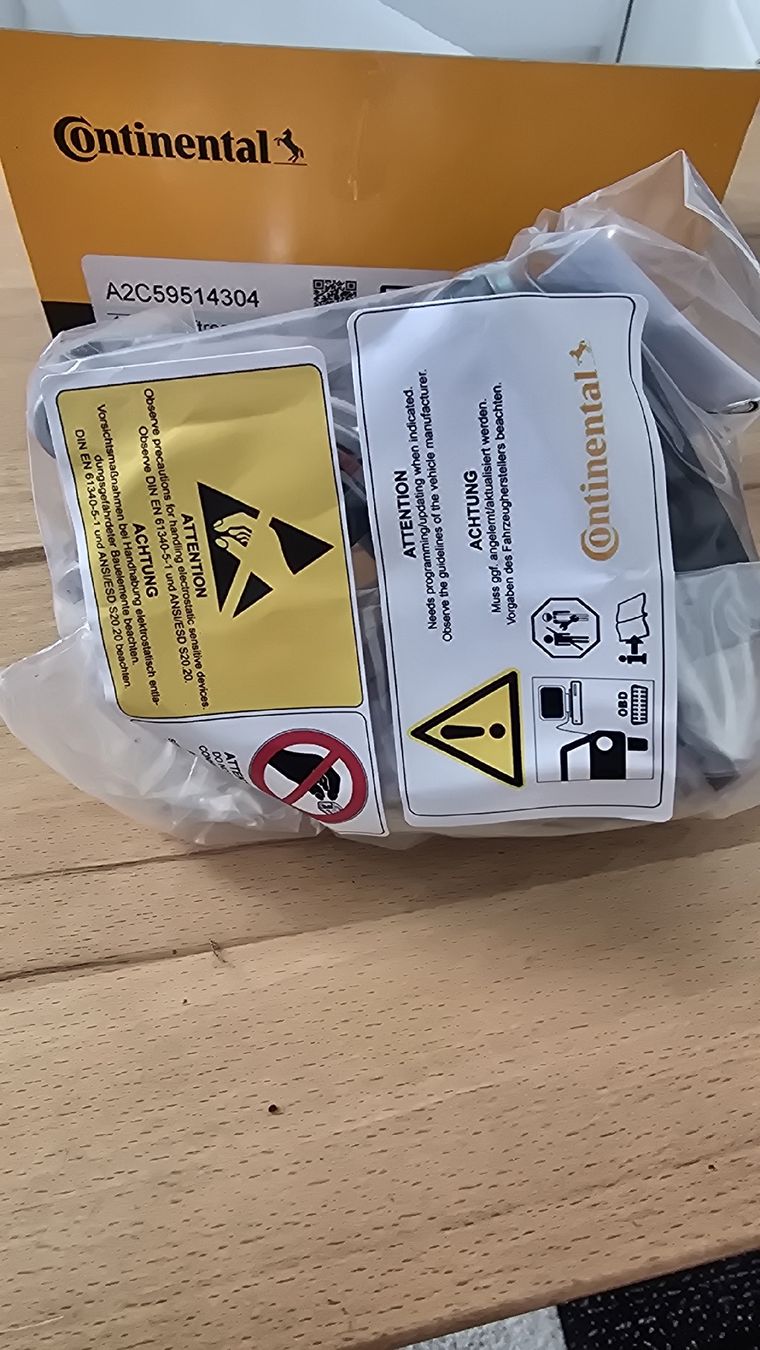 Continental
A2C59514304
ATTENTION
Observe precautions for handling electrostatic sensitive devices.
Observe DIN EN 61340-5-1 und ANSI/ESD S20.20.
ACHTUNG
Vorsichtsmaßnahmen bei Handhabung elektrostatisch entla-
dungsgefährdeter Bauelemente beachten.
DIN EN 61340-5-1 und ANSI/ESD S20.20 beachten.
ATTENTION
Needs programming/updating when indicated.
Observe the guidelines of the vehicle manufacturer.
ACHTUNG
Muss ggf. angelernt/aktualisiert werden.
Vorgaben des Fahrzeugherstellers beachten.
OBD
Continental